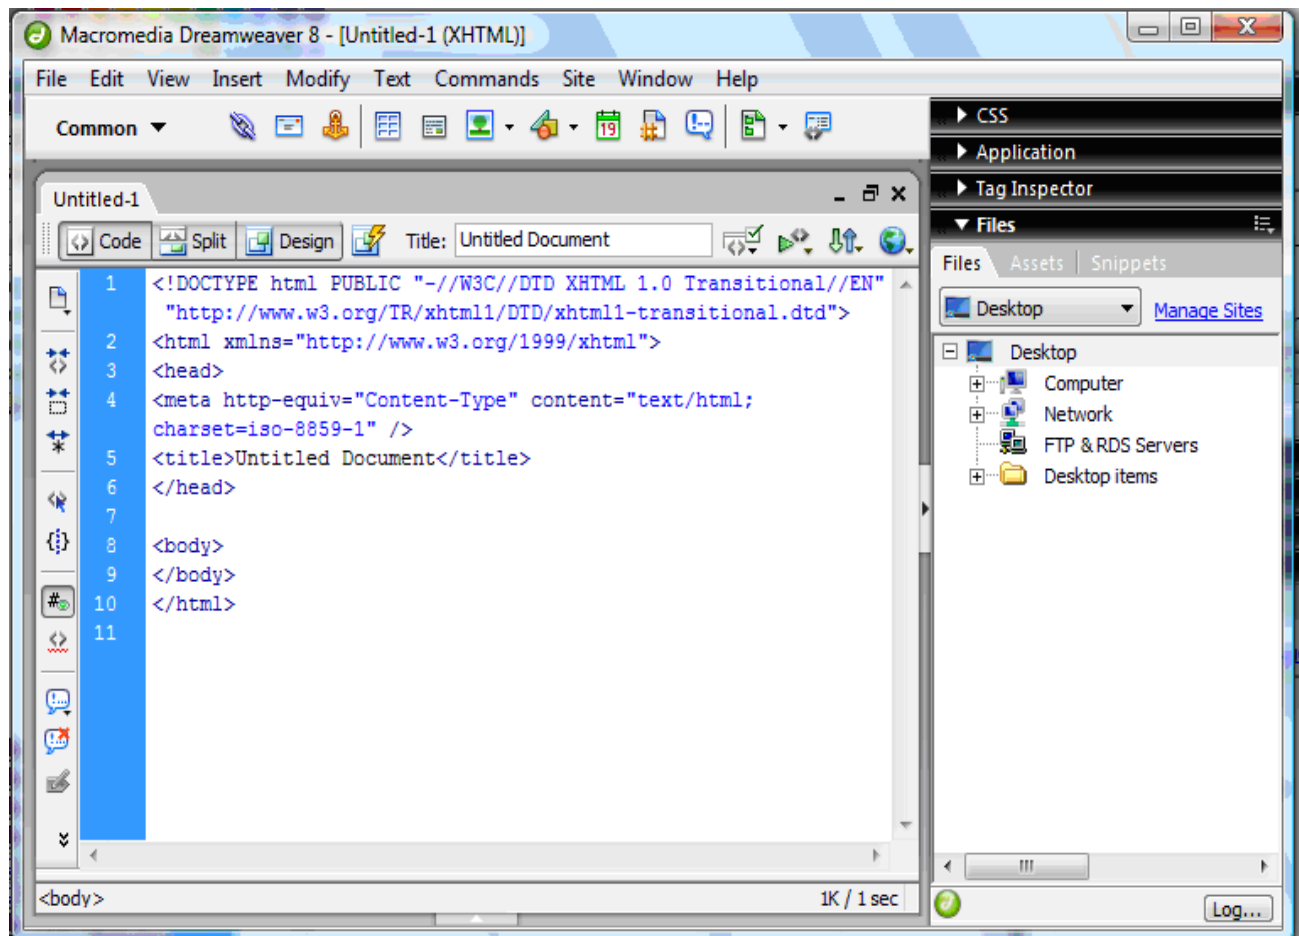 Macromedia Dreamweaver 8 - [Untitled-1 (XHTML)]
File Edit View Insert Modify Text Commands Site Window Help
Common
19
Untitled-1
Code Split Design Title: Untitled Document
1 <!DOCTYPE html PUBLIC "-//W3C//DTD XHTML 1.0 Transitional//EN"
"http://www.w3.org/TR/xhtml1/DTD/xhtml1-transitional.dtd">
2 <html xmlns="http://www.w3.org/1999/xhtml">
3 <head>
4 <meta http-equiv="Content-Type" content="text/html;
charset=iso-8859-1" />
5 <title>Untitled Document</title>
6 </head>
7
8 <body>
9 </body>
10 </html>
11
<body> 1K / 1 sec
CSS
Application
Tag Inspector
Files
Files Assets Snippets
Desktop Manage Sites
Desktop
Computer
Network
FTP & RDS Servers
Desktop items
Log...